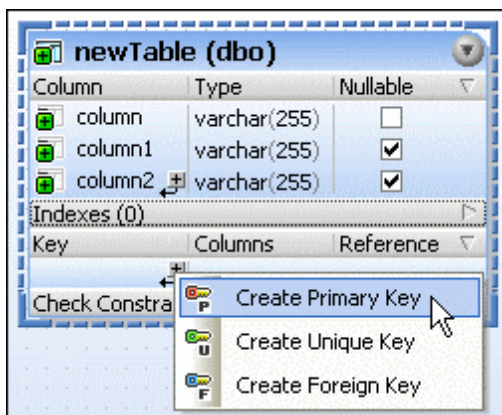 newTable (dbo)
Column Type Nullable
column varchar(255)
column1 varchar(255)
column2 varchar(255)
Indexes (0)
Key Columns Reference
Check Constra
P Create Primary Key
U Create Unique Key
F Create Foreign Key